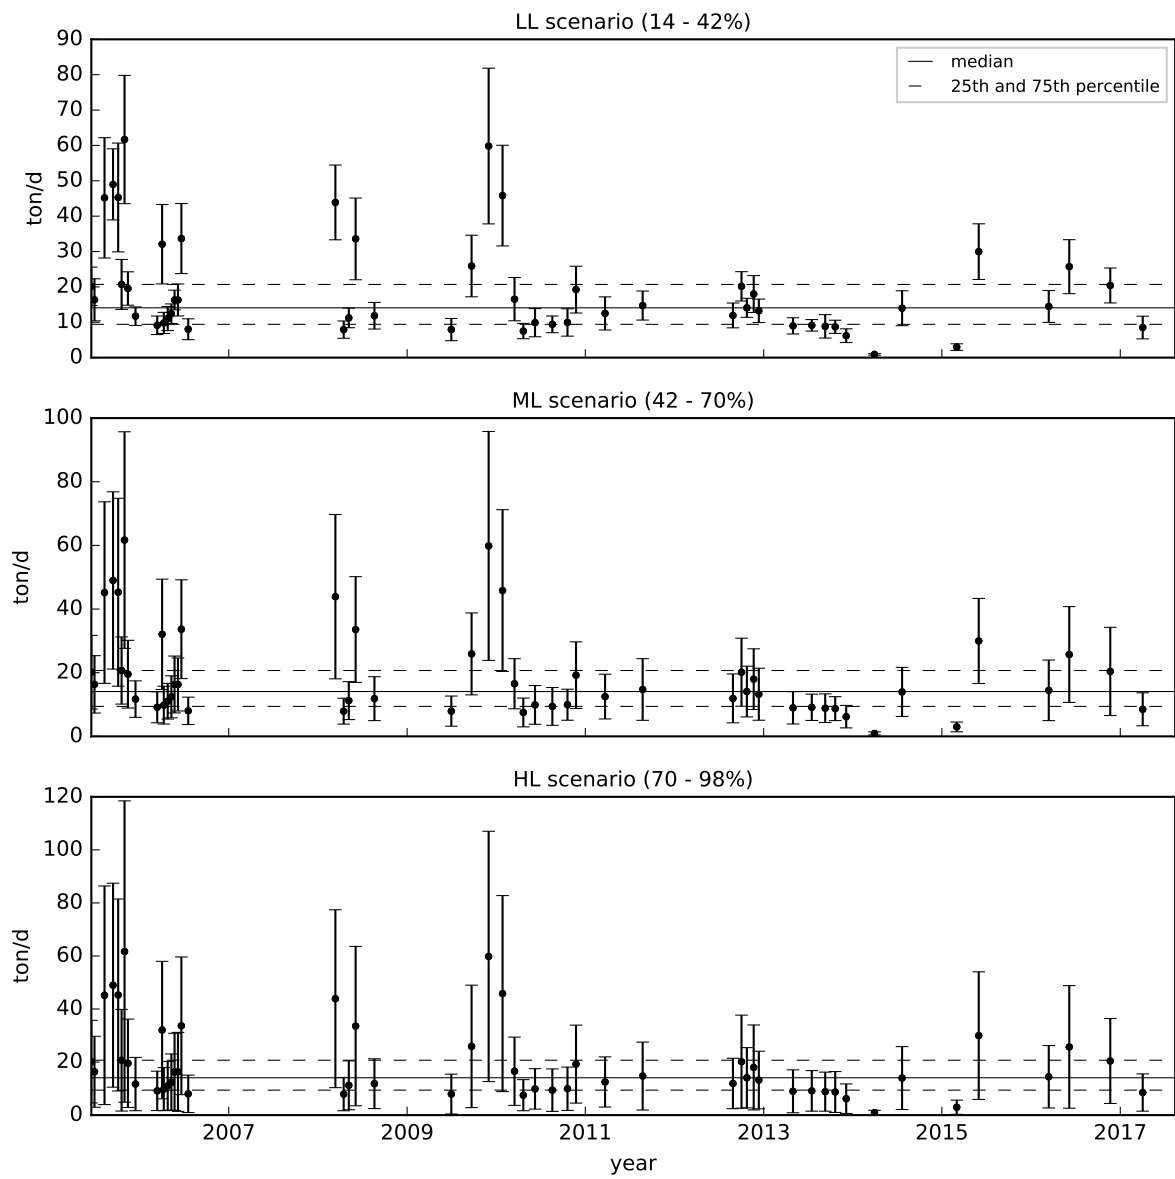 LL scenario (14 - 42%)
90
80
70
60
50
40
30
20
10
0
ton/d
median
25th and 75th percentile
ML scenario (42 - 70%)
100
80
60
40
20
0
ton/d
HL scenario (70 - 98%)
120
100
80
60
40
20
0
ton/d
2007 2009 2011 2013 2015 2017
year